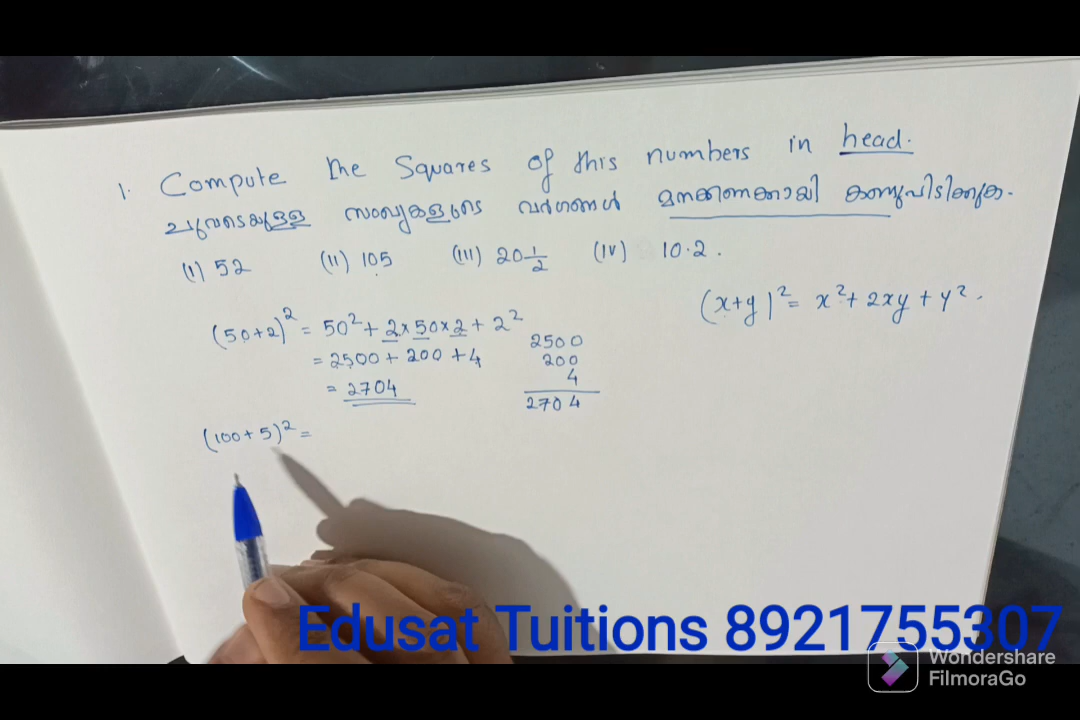 1. Compute the Squares of this numbers in head.
ചുവടെയുള്ള സംഖ്യകളുടെ വർഗങ്ങൾ മനക്കണക്കായി കണ്ടുപിടിക്കുക.
(I) 52 (II) 105 (III) 20 1/2 (IV) 10.2.
(x+y)² = x² + 2xy + y².
(50+2)² = 50² + 2×50×2 + 2²
= 2500 + 200 + 4
= 2704
2500
200
4
2704
(100+5)² =
Edusat Tuitions 8921755307
Wondershare
FilmoraGo